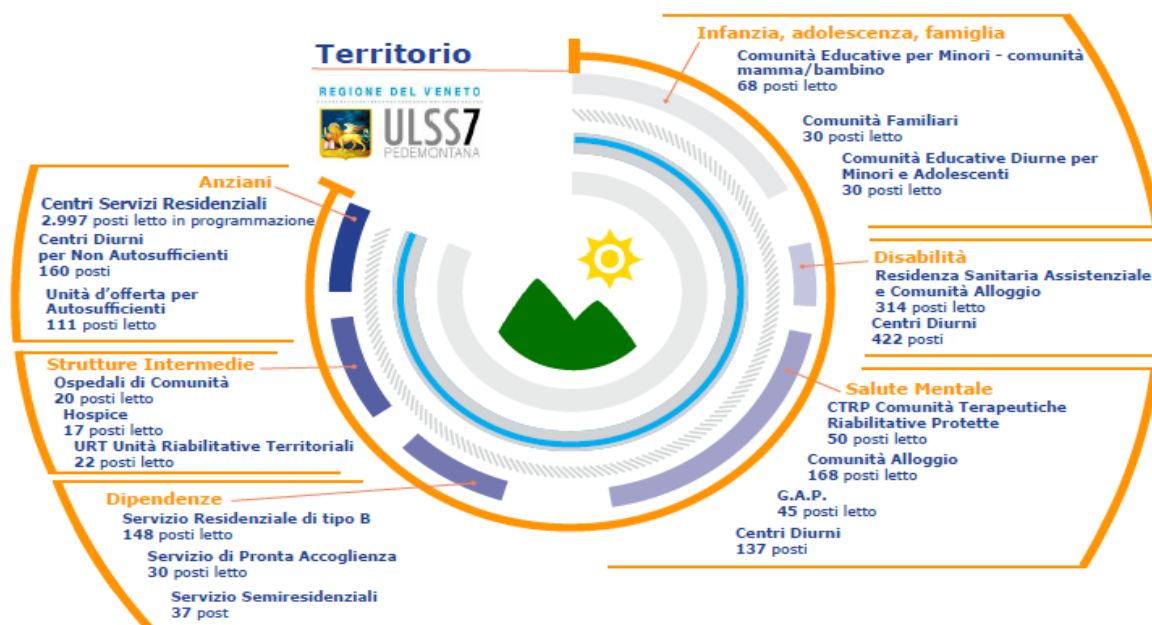 Territorio
REGIONE DEL VENETO
ULSS7
PEDEMONTANA
Infanzia, adolescenza, famiglia
Comunità Educative per Minori - comunità
mamma/bambino
68 posti letto
Comunità Familiari
30 posti letto
Comunità Educative Diurne per
Minori e Adolescenti
30 posti letto
Disabilità
Residenza Sanitaria Assistenziale
e Comunità Alloggio
314 posti letto
Centri Diurni
422 posti
Salute Mentale
CTRP Comunità Terapeutiche
Riabilitative Protette
50 posti letto
Comunità Alloggio
168 posti letto
G.A.P.
45 posti letto
Centri Diurni
137 posti
Dipendenze
Servizio Residenziale di tipo B
148 posti letto
Servizio di Pronta Accoglienza
30 posti letto
Servizio Semiresidenziali
37 post
Strutture Intermedie
Ospedali di Comunità
20 posti letto
Hospice
17 posti letto
URT Unità Riabilitative Territoriali
22 posti letto
Anziani
Centri Servizi Residenziali
2.997 posti letto in programmazione
Centri Diurni
per Non Autosufficienti
160 posti
Unità d'offerta per
Autosufficienti
111 posti letto